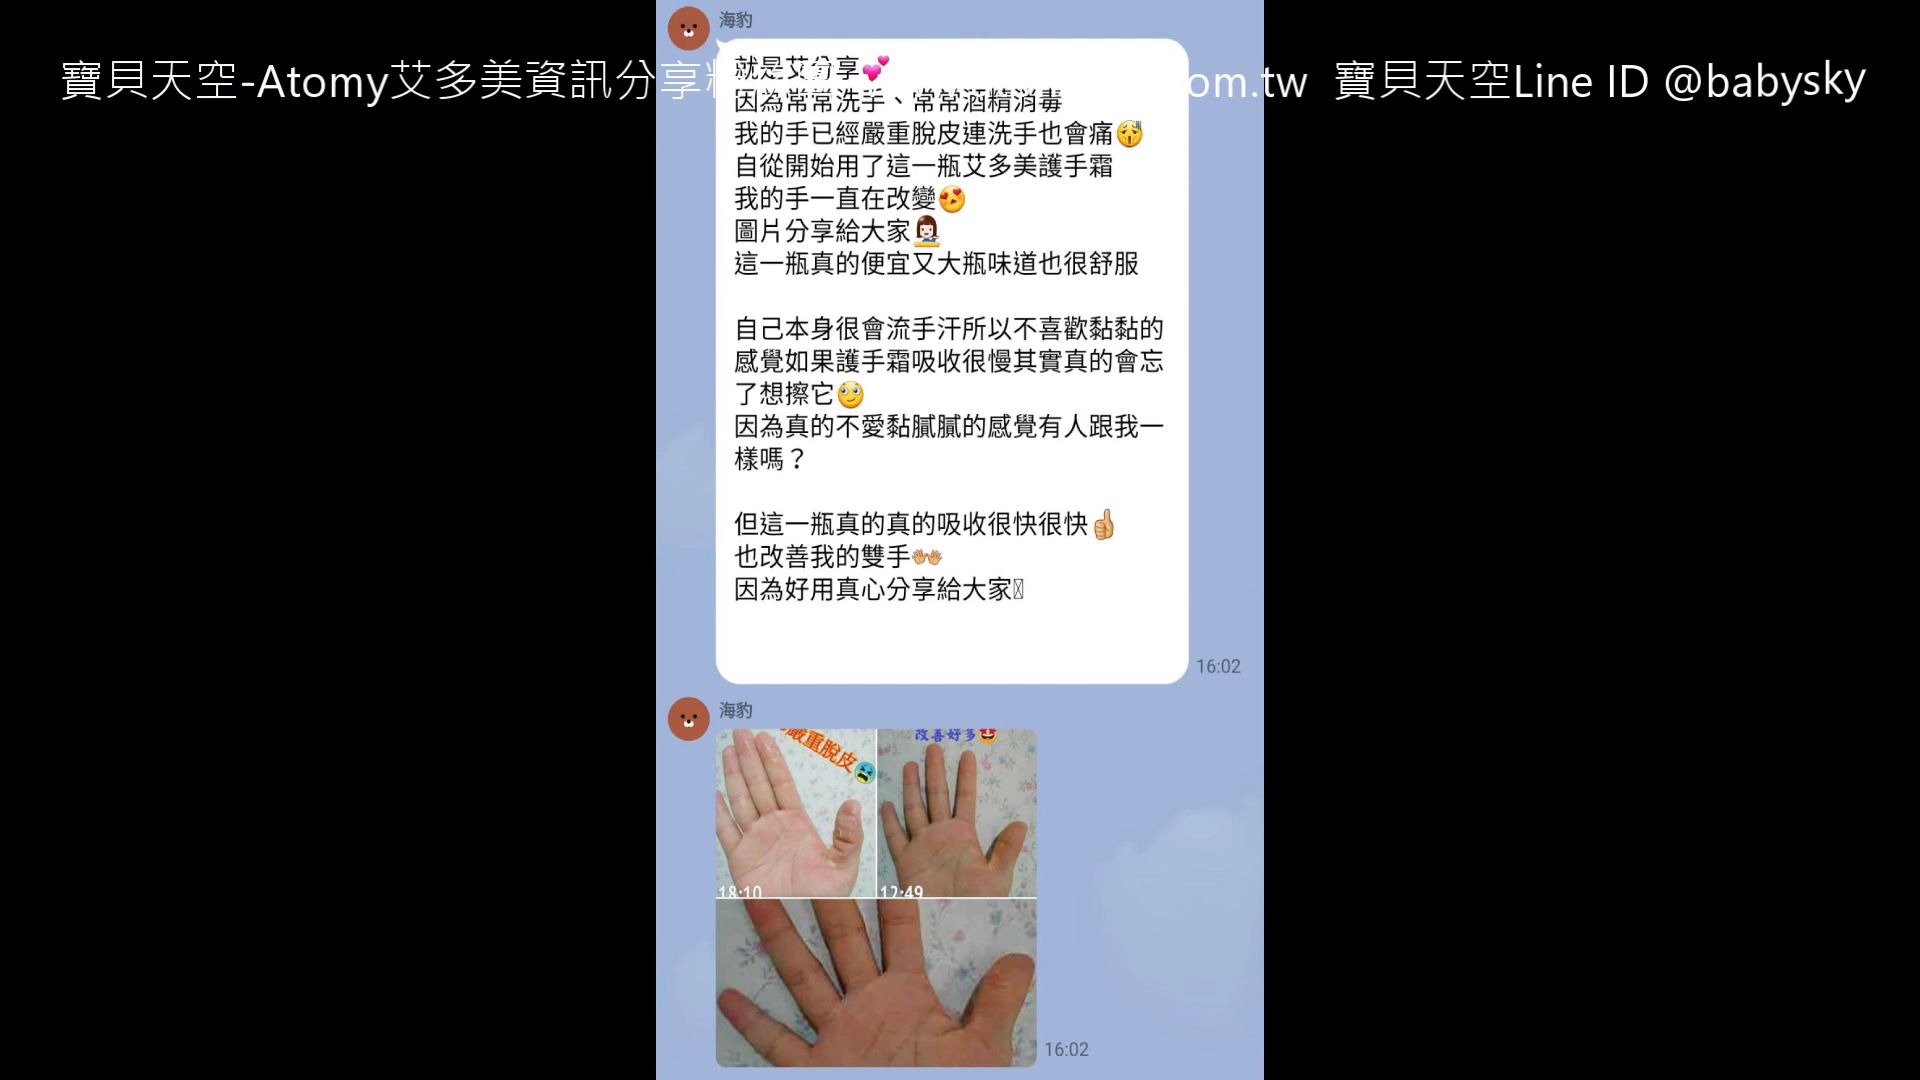 海豹
寶貝天空-Atomy艾多美資訊分享 om.tw 寶貝天空Line ID @babysky
就是艾分享💕
因為常常洗手、常常酒精消毒
我的手已經嚴重脫皮連洗手也會痛😫
自從開始用了這一瓶艾多美護手霜
我的手一直在改變😍
圖片分享給大家💁🏻‍♀️
這一瓶真的便宜又大瓶味道也很舒服
自己本身很會流手汗所以不喜歡黏黏的
感覺如果護手霜吸收很慢其實真的會忘
了想擦它🙄
因為真的不愛黏膩膩的感覺有人跟我一
樣嗎？
但這一瓶真的真的吸收很快很快👍🏼
也改善我的雙手👐🏼
因為好用真心分享給大家
16:02
海豹
嚴重脫皮
改善好多🤩
18:10
12:49
16:02